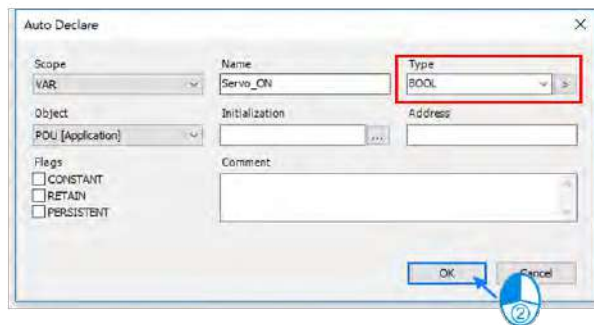 Auto Declare
Scope Name Type
VAR Servo_ON BOOL >
Object Initialization Address
POU [Application] ...
Flags Comment
CONSTANT
RETAIN
PERSISTENT
OK Cancel
②